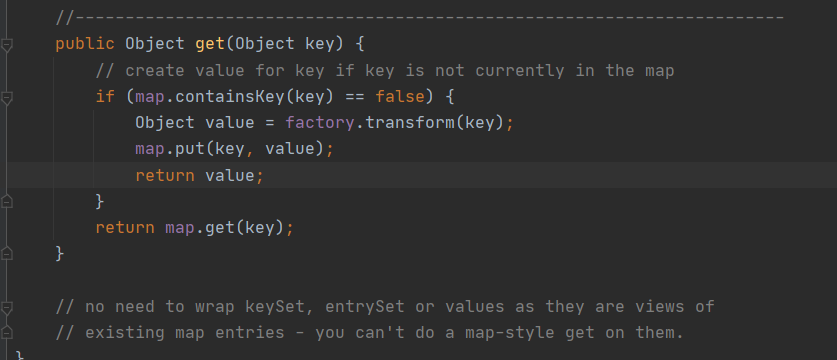 //-----------------------------------------------------------------------
public Object get(Object key) {
// create value for key if key is not currently in the map
if (map.containsKey(key) == false) {
Object value = factory.transform(key);
map.put(key, value);
return value;
}
return map.get(key);
}
// no need to wrap keySet, entrySet or values as they are views of
// existing map entries - you can't do a map-style get on them.
}